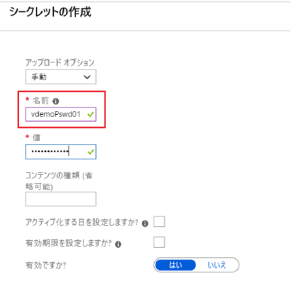 シークレットの作成
アップロード オプション
手動
* 名前
vdemoPswd01
* 値
••••••••••••
コンテンツの種類 (省
略可能)
アクティブ化する日を設定しますか?
有効期限を設定しますか?
有効ですか?
はい いいえ